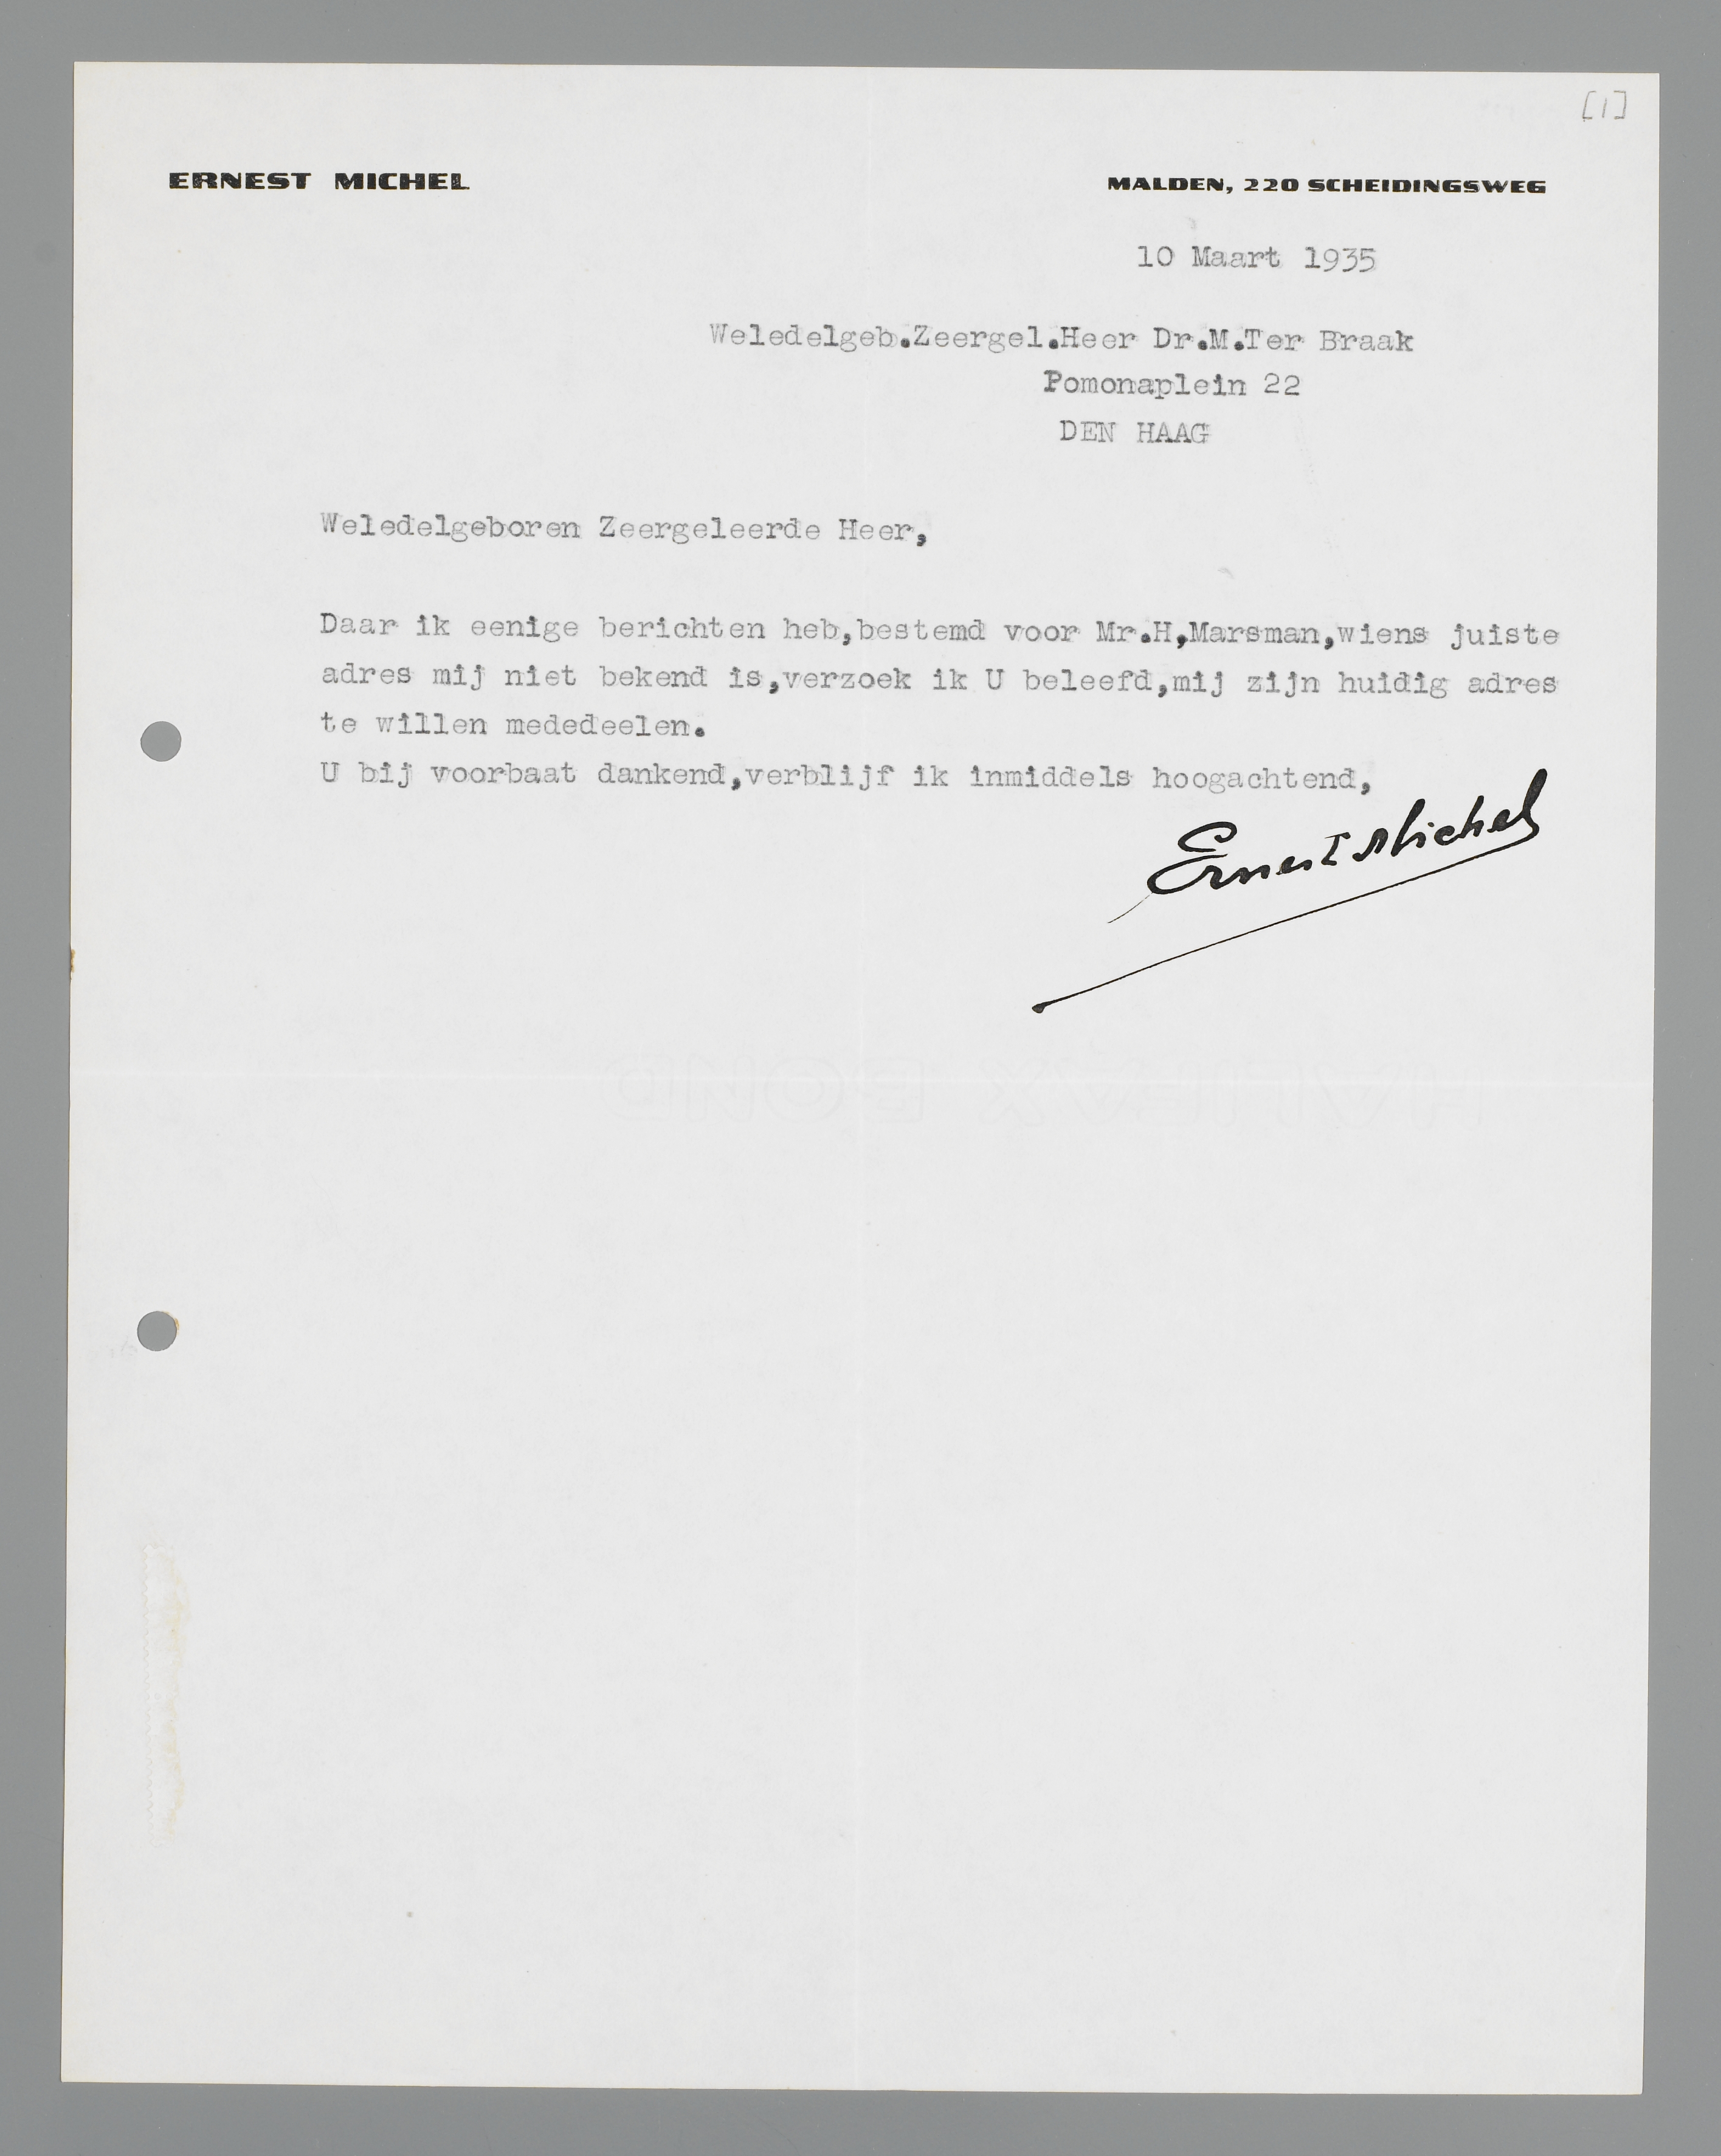 [1]
ERNEST MICHEL
MALDEN, 220 SCHEIDINGSWEG
10 Maart 1935
Weledelgeb.Zeergel.Heer Dr.M.Ter Braak
Pomonaplein 22
DEN HAAG
Weledelgeboren Zeergeleerde Heer,
Daar ik eenige berichten heb,bestemd voor Mr.H,Marsman,wiens juiste
adres mij niet bekend is,verzoek ik U beleefd,mij zijn huidig adres
te willen mededeelen.
U bij voorbaat dankend,verblijf ik inmiddels hoogachtend,
Ernest Michel
HALIFAX BOND